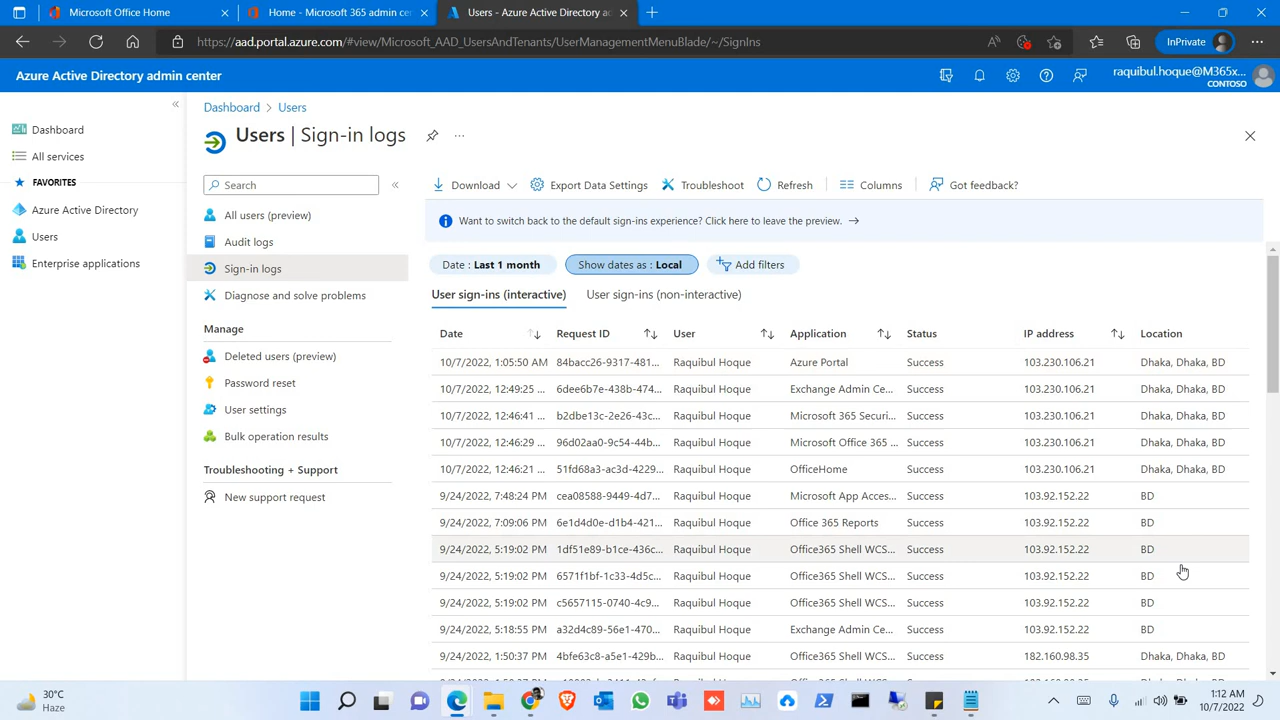 Microsoft Office Home
Home - Microsoft 365 admin cen
Users - Azure Active Directory ad
https://aad.portal.azure.com/#view/Microsoft_AAD_UsersAndTenants/UserManagementMenuBlade/~/SignIns
InPrivate
Azure Active Directory admin center
raquibul.hoque@M365x...
CONTOSO
Dashboard
All services
FAVORITES
Azure Active Directory
Users
Enterprise applications
Dashboard > Users
Users | Sign-in logs
Search
All users (preview)
Audit logs
Sign-in logs
Diagnose and solve problems
Manage
Deleted users (preview)
Password reset
User settings
Bulk operation results
Troubleshooting + Support
New support request
Download Export Data Settings Troubleshoot Refresh Columns Got feedback?
Want to switch back to the default sign-ins experience? Click here to leave the preview.
Date : Last 1 month Show dates as : Local Add filters
User sign-ins (interactive) User sign-ins (non-interactive)
Date Request ID User Application Status IP address Location
10/7/2022, 1:05:50 AM 84bacc26-9317-481... Raquibul Hoque Azure Portal Success 103.230.106.21 Dhaka, Dhaka, BD
10/7/2022, 12:49:25 ... 6dee6b7e-438b-474... Raquibul Hoque Exchange Admin Ce... Success 103.230.106.21 Dhaka, Dhaka, BD
10/7/2022, 12:46:41 ... b2dbe13c-2e26-43c... Raquibul Hoque Microsoft 365 Securi... Success 103.230.106.21 Dhaka, Dhaka, BD
10/7/2022, 12:46:29 ... 96d02aa0-9c54-44b... Raquibul Hoque Microsoft Office 365 ... Success 103.230.106.21 Dhaka, Dhaka, BD
10/7/2022, 12:46:21 ... 51fd68a3-ac3d-4229... Raquibul Hoque OfficeHome Success 103.230.106.21 Dhaka, Dhaka, BD
9/24/2022, 7:48:24 PM cea08588-9449-4d7... Raquibul Hoque Microsoft App Acces... Success 103.92.152.22 BD
9/24/2022, 7:09:06 PM 6e1d4d0e-d1b4-421... Raquibul Hoque Office 365 Reports Success 103.92.152.22 BD
9/24/2022, 5:19:02 PM 1df51e89-b1ce-436c... Raquibul Hoque Office365 Shell WCS... Success 103.92.152.22 BD
9/24/2022, 5:19:02 PM 6571f1bf-1c33-4d5c... Raquibul Hoque Office365 Shell WCS... Success 103.92.152.22 BD
9/24/2022, 5:19:02 PM c5657115-0740-4c9... Raquibul Hoque Office365 Shell WCS... Success 103.92.152.22 BD
9/24/2022, 5:18:55 PM a32d4c89-56e1-470... Raquibul Hoque Exchange Admin Ce... Success 103.92.152.22 BD
9/24/2022, 1:50:37 PM 4bfe63c8-a5e1-429b... Raquibul Hoque Office365 Shell WCS... Success 182.160.98.35 Dhaka, Dhaka, BD
30°C
Haze
1:12 AM
10/7/2022